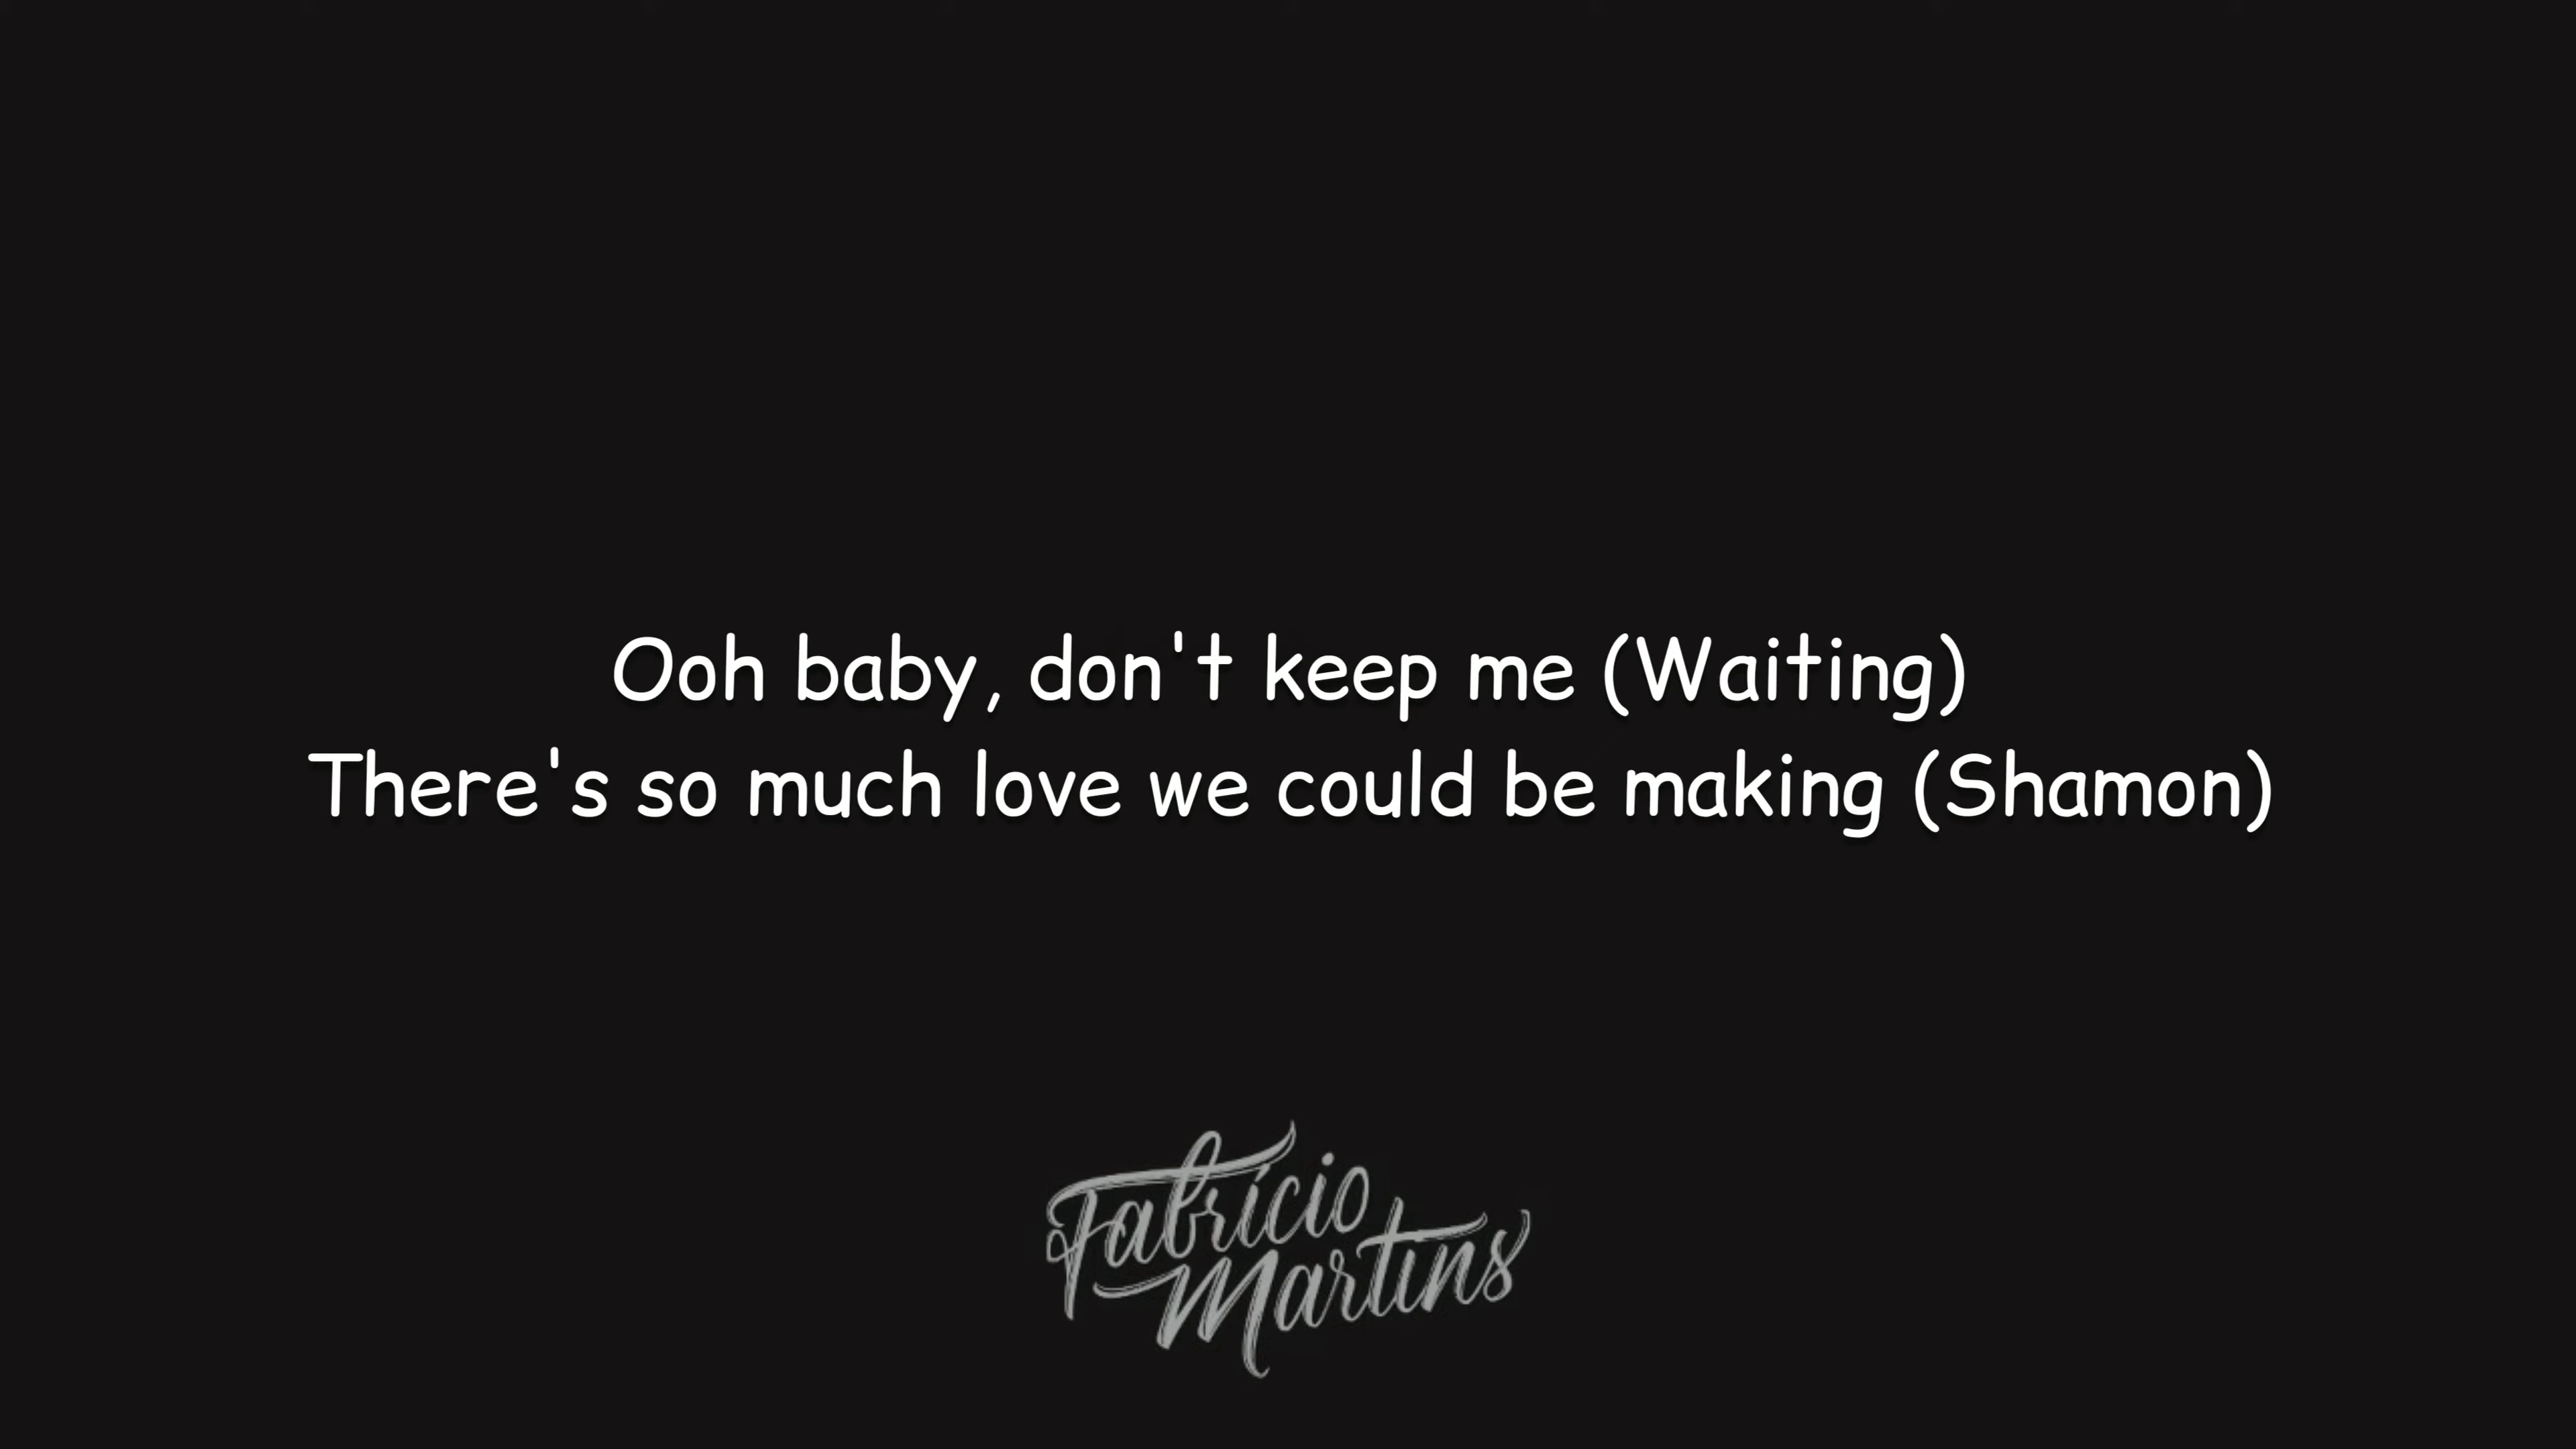 Ooh baby, don't keep me (Waiting)
There's so much love we could be making (Shamon)
Fabrício
Martins